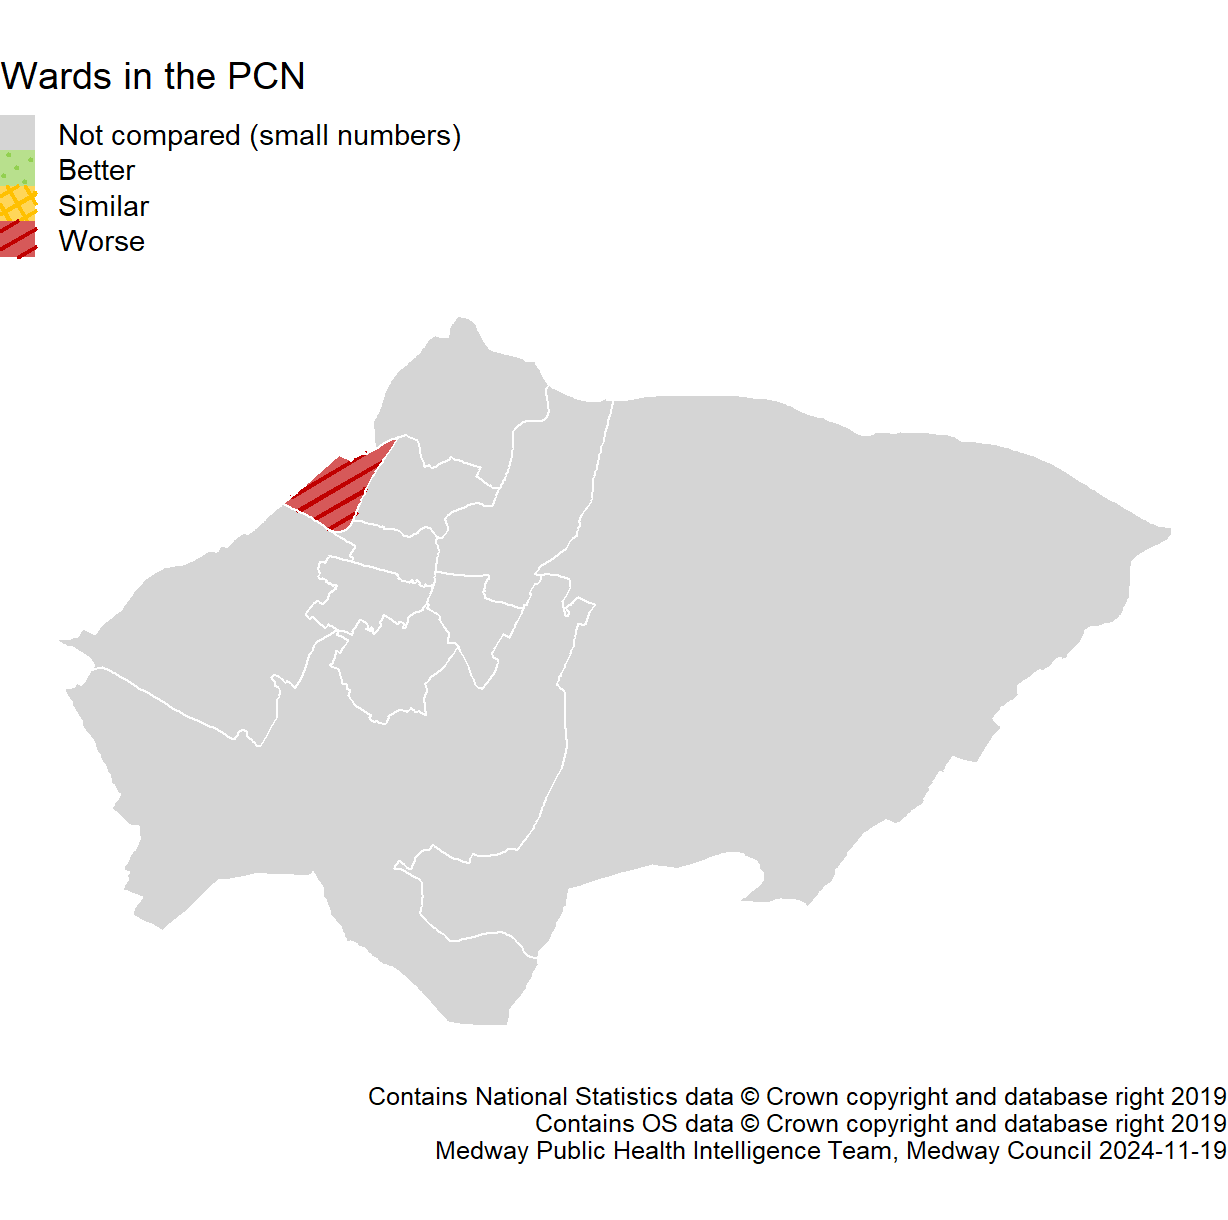 Wards in the PCN
Not compared (small numbers)
Better
Similar
Worse
Contains National Statistics data © Crown copyright and database right 2019
Contains OS data © Crown copyright and database right 2019
Medway Public Health Intelligence Team, Medway Council 2024-11-19